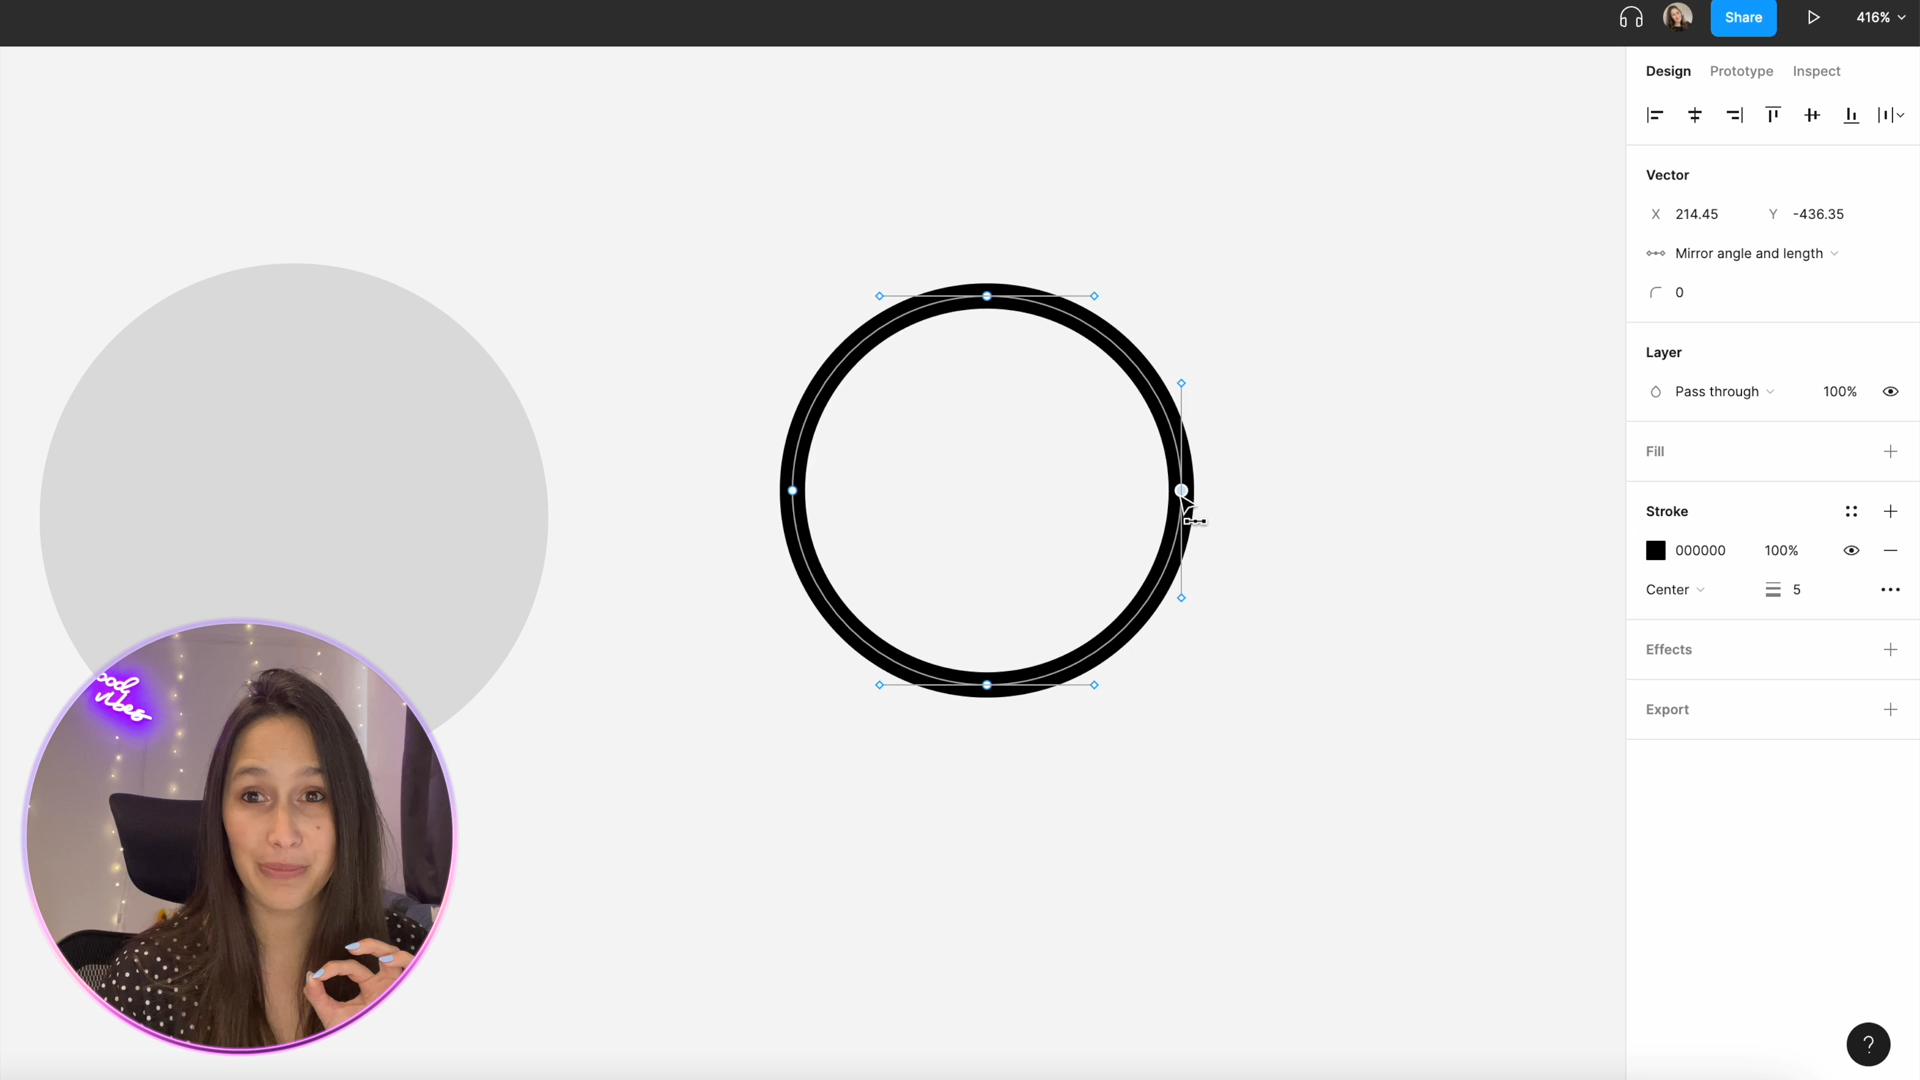 Share
416%
Design Prototype Inspect
Vector
X 214.45 Y -436.35
Mirror angle and length
0
Layer
Pass through 100%
Fill
Stroke
000000 100%
Center 5
Effects
Export
?
vibes